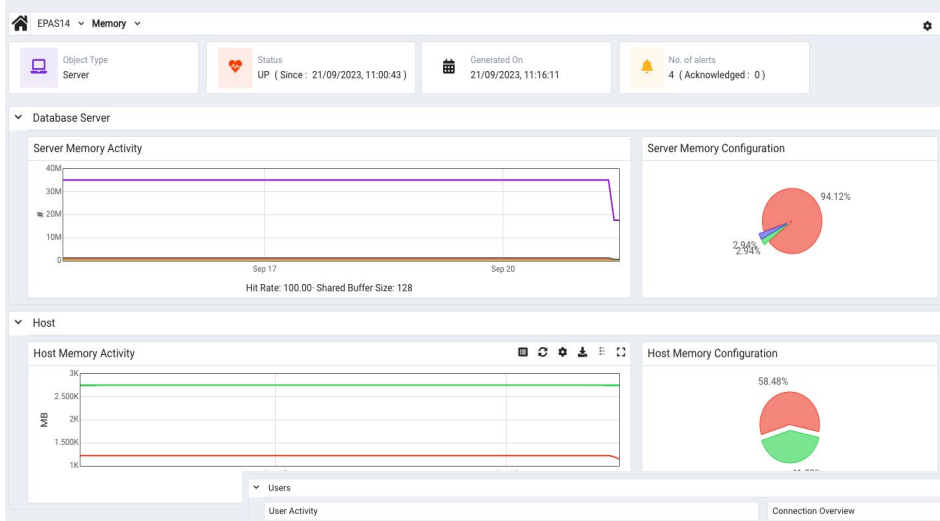 EPAS14 Memory
Object Type
Server
Status
UP ( Since : 21/09/2023, 11:00:43 )
Generated On
21/09/2023, 11:16:11
No. of alerts
4 ( Acknowledged : 0 )
Database Server
Server Memory Activity
40M
30M
20M
10M
0
#
Sep 17
Sep 20
Hit Rate: 100.00· Shared Buffer Size: 128
Server Memory Configuration
94.12%
2.94%
2.94%
Host
Host Memory Activity
3K
2.500K
2K
1.500K
1K
MB
Host Memory Configuration
58.48%
Users
User Activity
Connection Overview